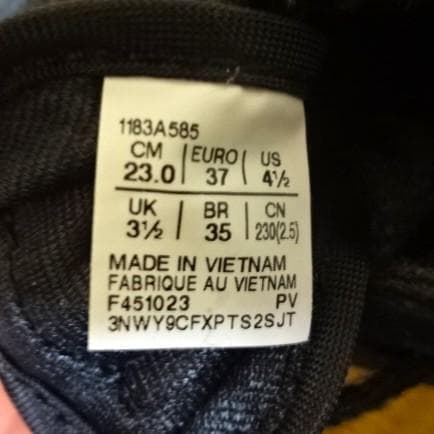 1183A585
CM | EURO | US
23.0 | 37 | 4½
UK | BR | CN
3½ | 35 | 230(2.5)
MADE IN VIETNAM
FABRIQUE AU VIETNAM
F451023 PV
3NWY9CFXPTS2SJT